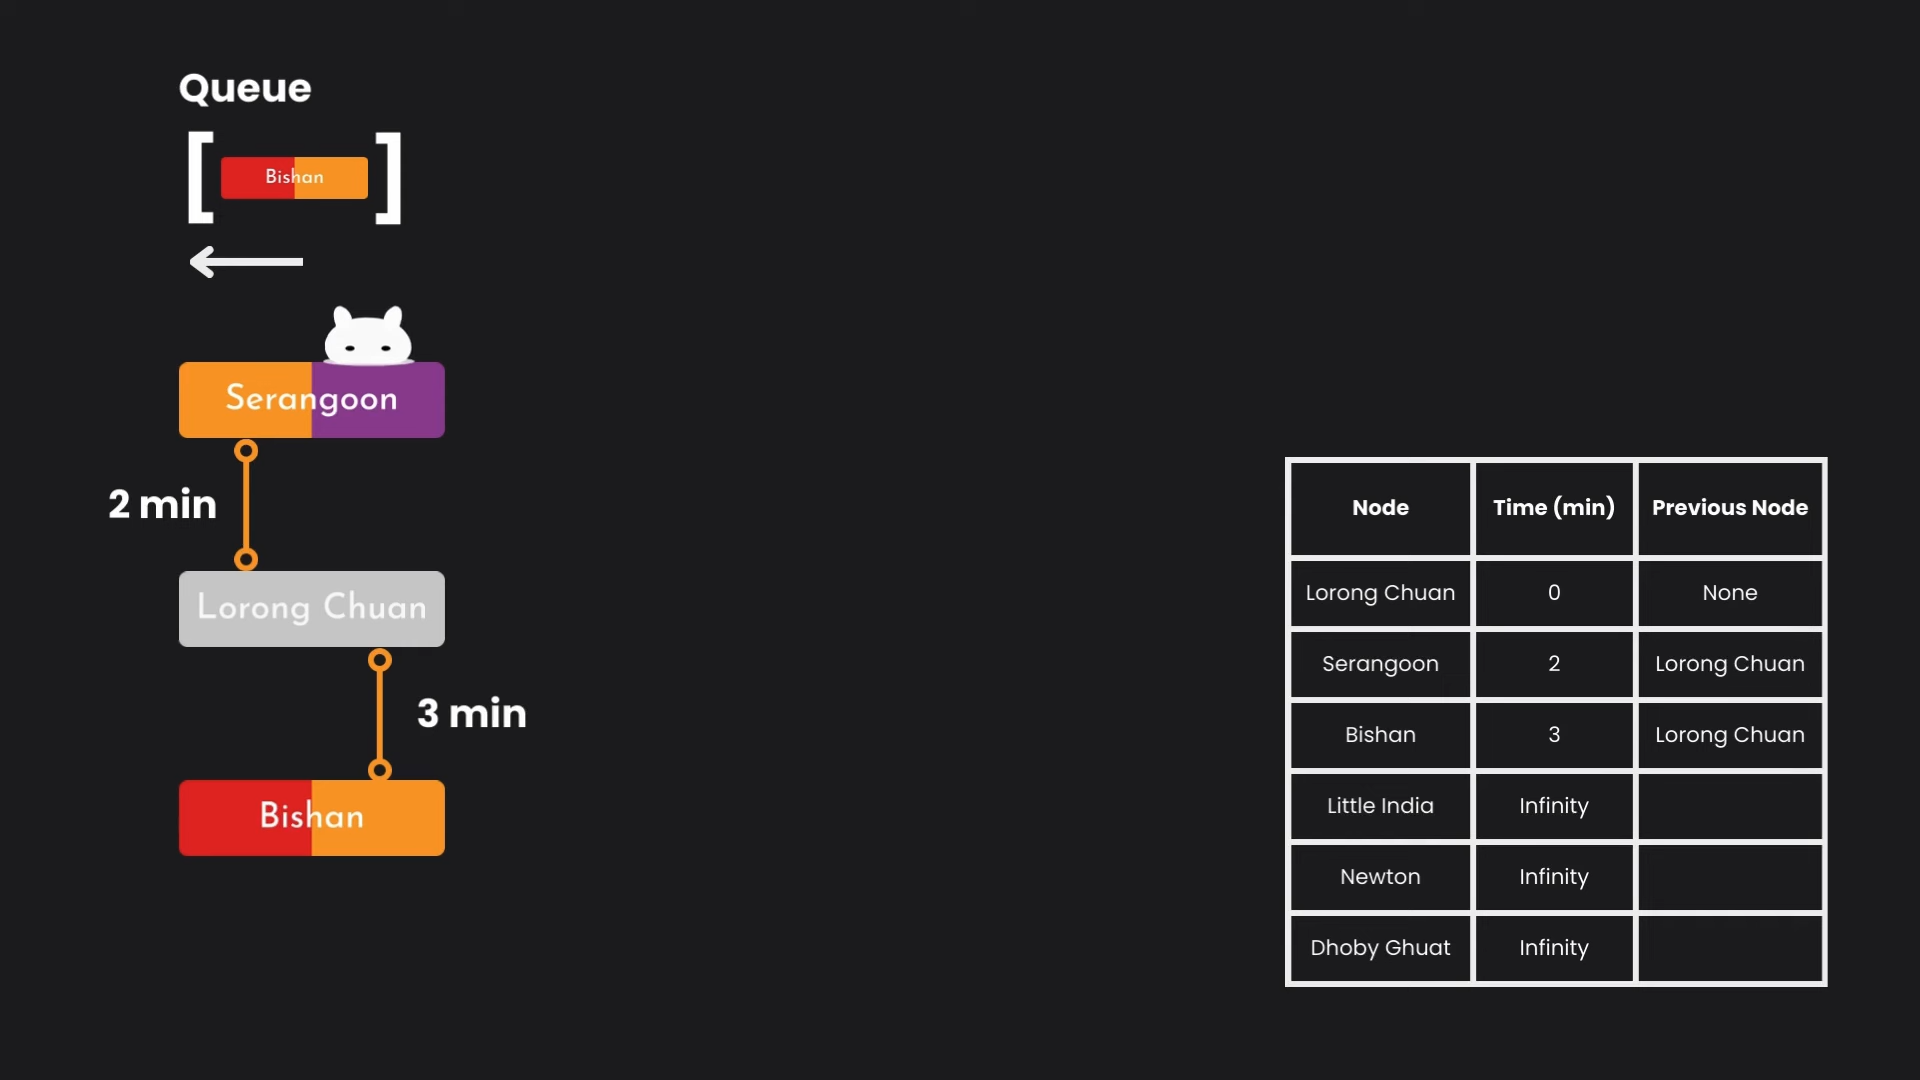 Queue
[ Bishan ]
Serangoon
2 min
Lorong Chuan
3 min
Bishan
Node Time (min) Previous Node
Lorong Chuan 0 None
Serangoon 2 Lorong Chuan
Bishan 3 Lorong Chuan
Little India Infinity
Newton Infinity
Dhoby Ghuat Infinity